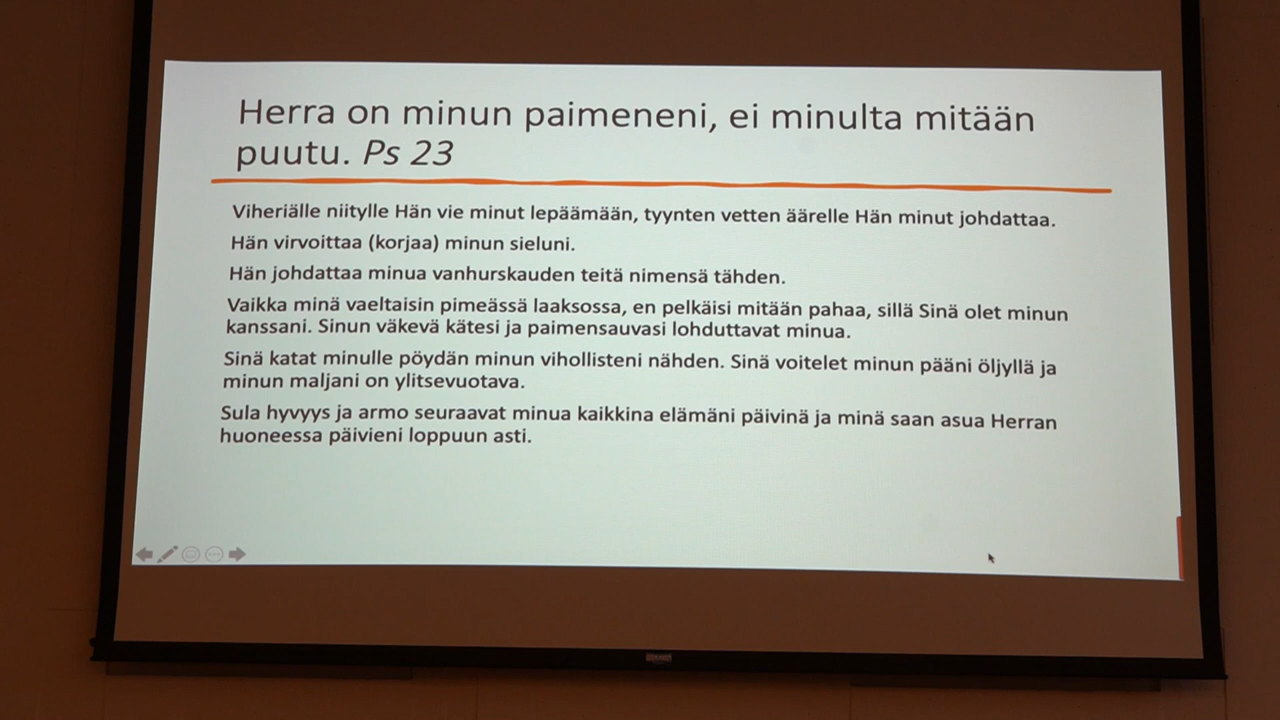 Herra on minun paimeneni, ei minulta mitään
puutu. Ps 23
Viheriälle niitylle Hän vie minut lepäämään, tyynten vetten äärelle Hän minut johdattaa.
Hän virvoittaa (korjaa) minun sieluni.
Hän johdattaa minua vanhurskauden teitä nimensä tähden.
Vaikka minä vaeltaisin pimeässä laaksossa, en pelkäisi mitään pahaa, sillä Sinä olet minun
kanssani. Sinun väkevä kätesi ja paimensauvasi lohduttavat minua.
Sinä katat minulle pöydän minun vihollisteni nähden. Sinä voitelet minun pääni öljyllä ja
minun maljani on ylitsevuotava.
Sula hyvyys ja armo seuraavat minua kaikkina elämäni päivinä ja minä saan asua Herran
huoneessa päivieni loppuun asti.